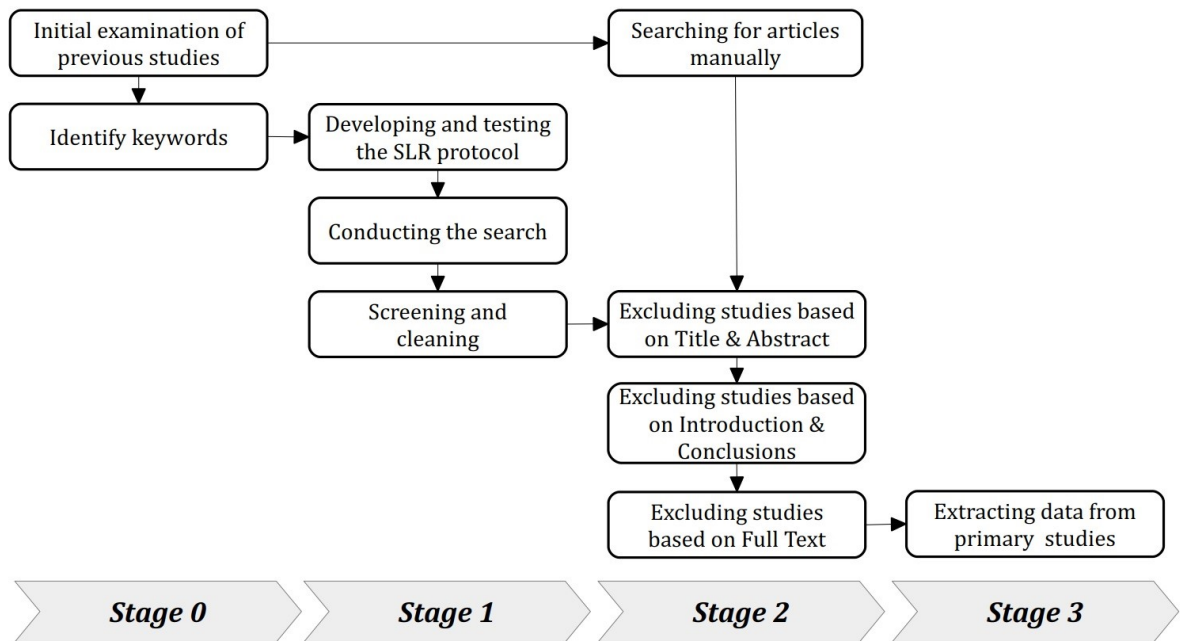 Initial examination of
previous studies
Searching for articles
manually
Identify keywords
Developing and testing
the SLR protocol
Conducting the search
Screening and
cleaning
Excluding studies based
on Title & Abstract
Excluding studies based
on Introduction &
Conclusions
Excluding studies
based on Full Text
Extracting data from
primary studies
Stage 0
Stage 1
Stage 2
Stage 3